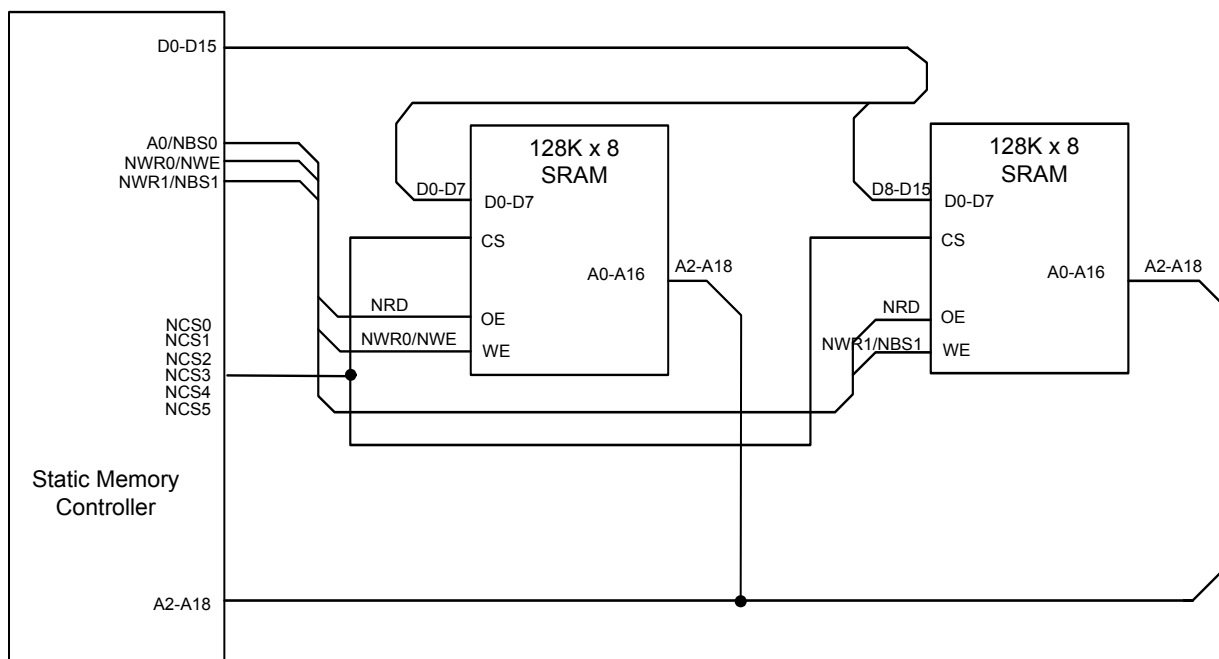 D0-D15
A0/NBS0
NWR0/NWE
NWR1/NBS1
NCS0
NCS1
NCS2
NCS3
NCS4
NCS5
Static Memory
Controller
A2-A18
128K x 8
SRAM
D0-D7
D0-D7
CS
A0-A16
A2-A18
NRD
OE
NWR0/NWE
WE
128K x 8
SRAM
D8-D15
D0-D7
CS
A0-A16
A2-A18
NRD
OE
NWR1/NBS1
WE